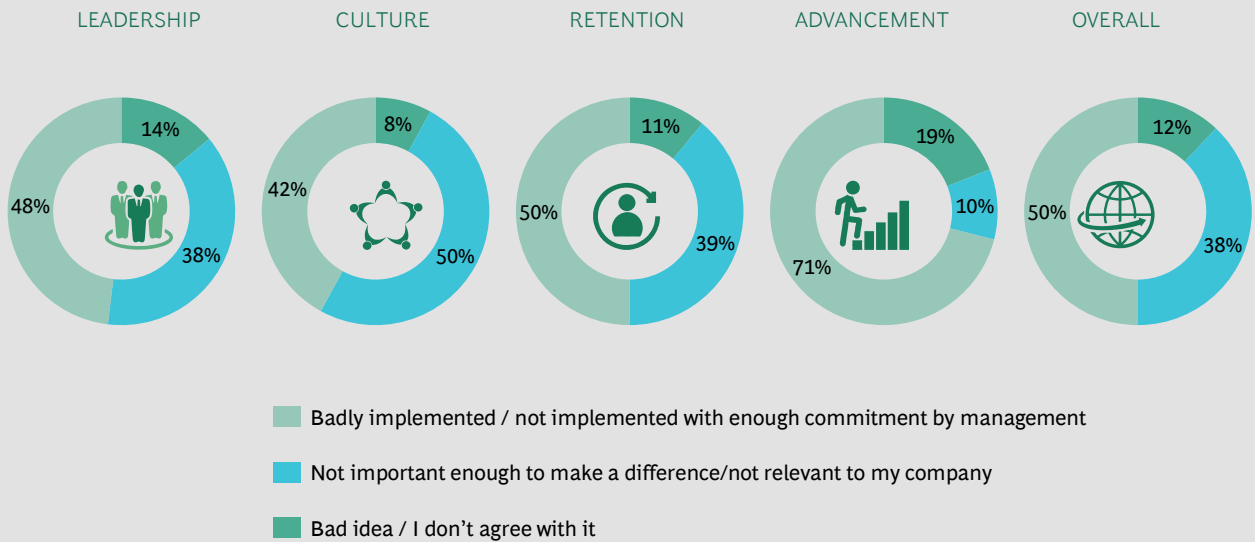 LEADERSHIP
CULTURE
RETENTION
ADVANCEMENT
OVERALL
14%
48%
38%
8%
42%
50%
11%
50%
39%
19%
10%
71%
12%
50%
38%
Badly implemented / not implemented with enough commitment by management
Not important enough to make a difference/not relevant to my company
Bad idea / I don’t agree with it